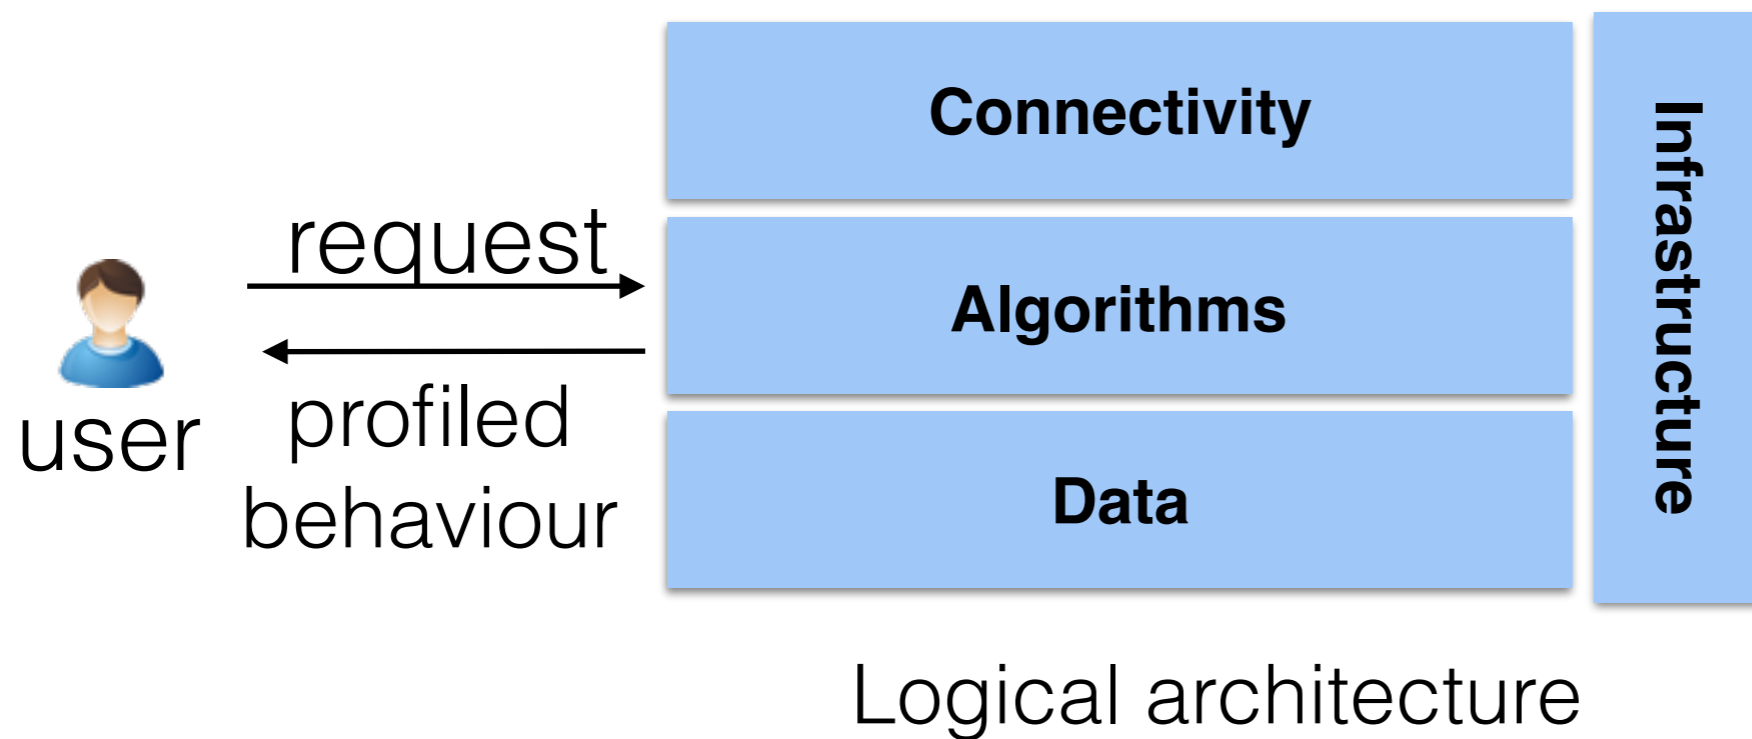 user
request
profiled
behaviour
Connectivity
Algorithms
Data
Infrastructure
Logical architecture